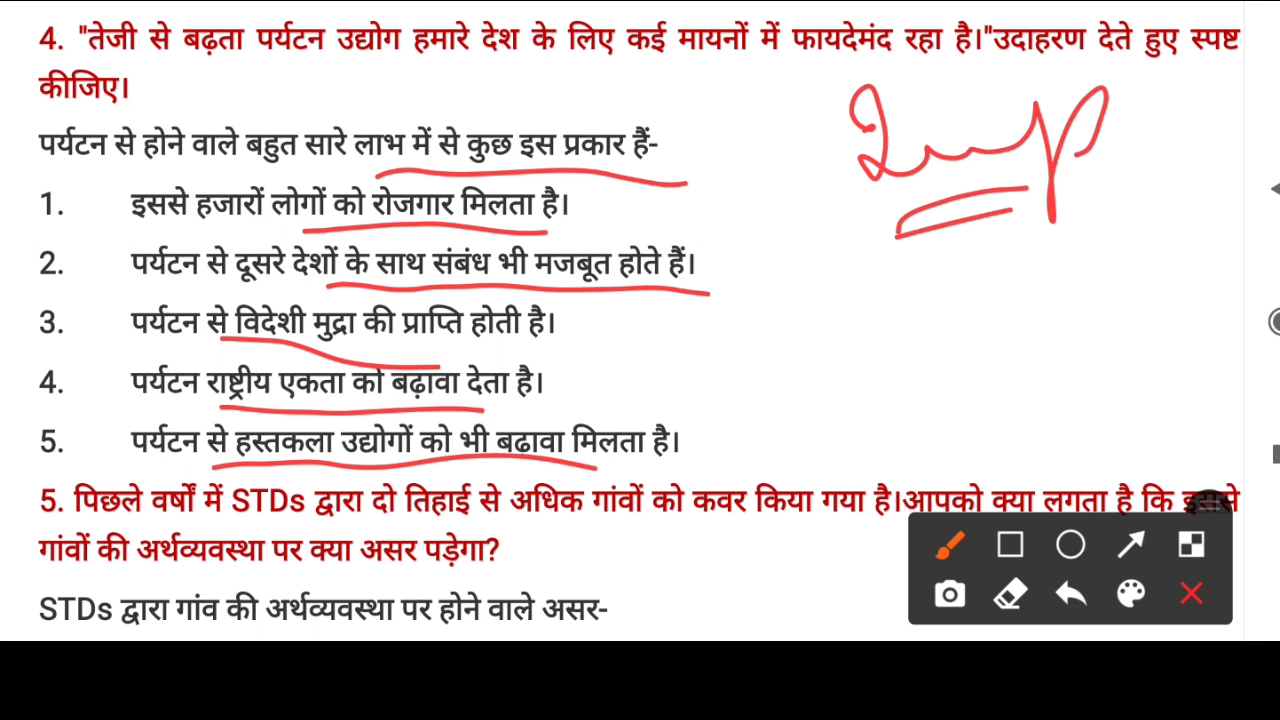 4. "तेजी से बढ़ता पर्यटन उद्योग हमारे देश के लिए कई मायनों में फायदेमंद रहा है।"उदाहरण देते हुए स्पष्ट
कीजिए।
Imp
पर्यटन से होने वाले बहुत सारे लाभ में से कुछ इस प्रकार हैं-
1. इससे हजारों लोगों को रोजगार मिलता है।
2. पर्यटन से दूसरे देशों के साथ संबंध भी मजबूत होते हैं।
3. पर्यटन से विदेशी मुद्रा की प्राप्ति होती है।
4. पर्यटन राष्ट्रीय एकता को बढ़ावा देता है।
5. पर्यटन से हस्तकला उद्योगों को भी बढ़ावा मिलता है।
5. पिछले वर्षों में STDs द्वारा दो तिहाई से अधिक गांवों को कवर किया गया है।आपको क्या लगता है कि इससे
गांवों की अर्थव्यवस्था पर क्या असर पड़ेगा?
STDs द्वारा गांव की अर्थव्यवस्था पर होने वाले असर-